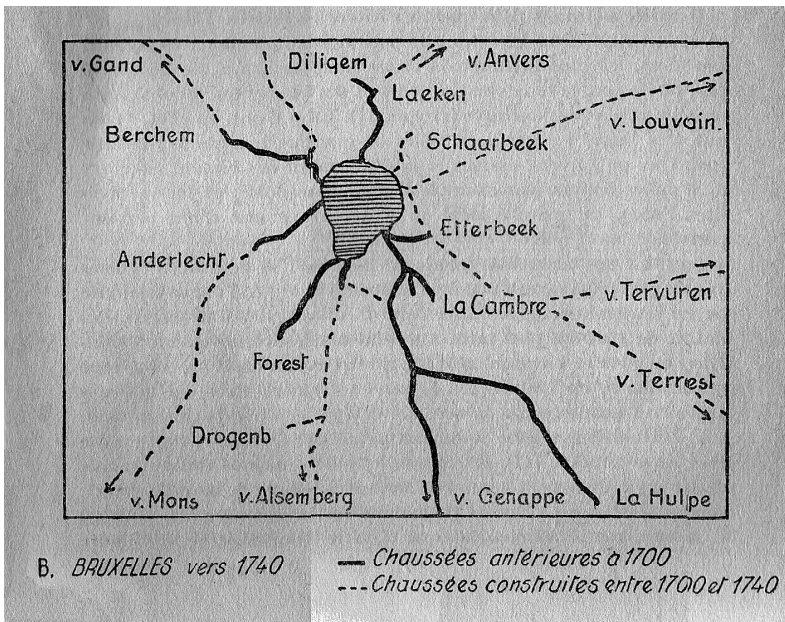 v. Gand
Diligem
v. Anvers
Laeken
Berchem
Schaarbeek
v. Louvain.
Etterbeek
Anderlecht
La Cambre
v. Tervuren
Forest
v. Terrest
Drogenb
v. Mons
v. Alsemberg
v. Genappe
La Hulpe
B. BRUXELLES vers 1740
Chaussées antérieures à 1700
Chaussées construites entre 1700 et 1740